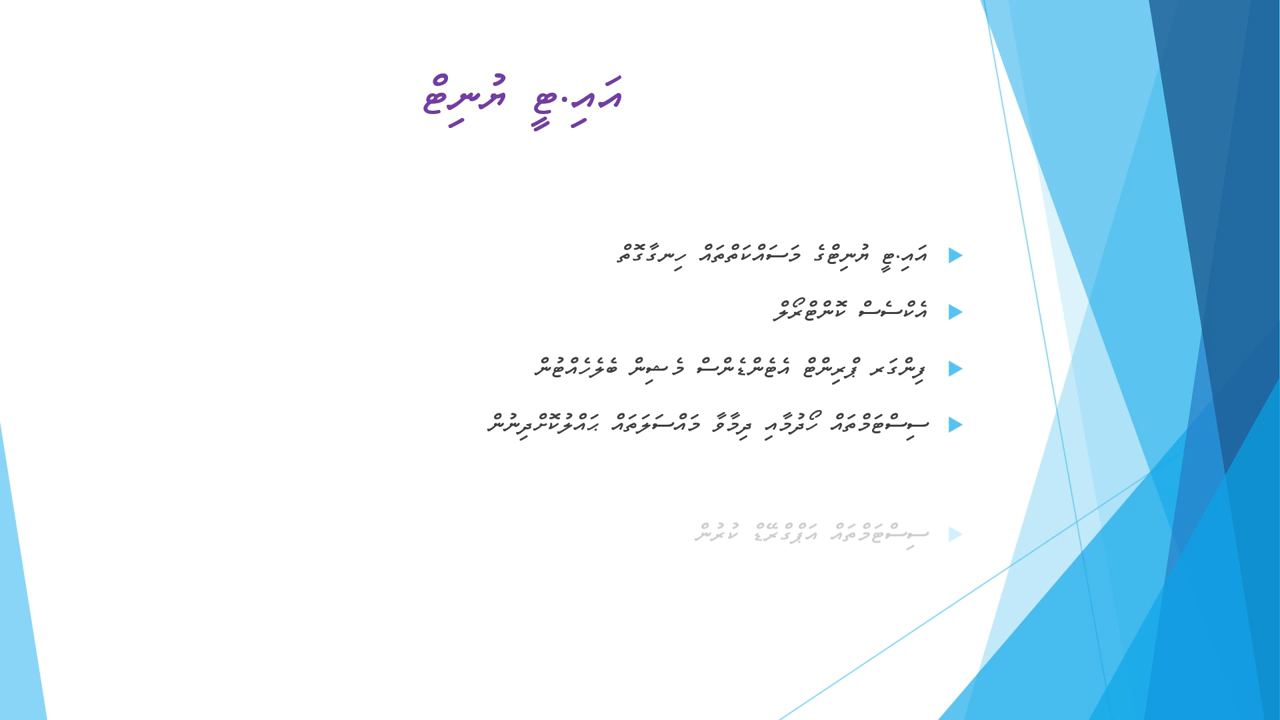 އައި.ޓީ ޔުނިޓް
އައި.ޓީ ޔުނިޓްގެ މަސައްކަތްތައް ހިނގާގޮތް
އެކްސެސް ކޮންޓްރޯލް
ފިންގަރ ޕްރިންޓް އެޓެންޑެންސް މެޝިން ބެލެހެއްޓުން
ސިސްޓަމްތައް ހޯދުމާއި ދިމާވާ މައްސަލަތައް ޙައްލުކޮށްދިނުން
ސިސްޓަމްތައް އަޕްގްރޭޑް ކުރުން